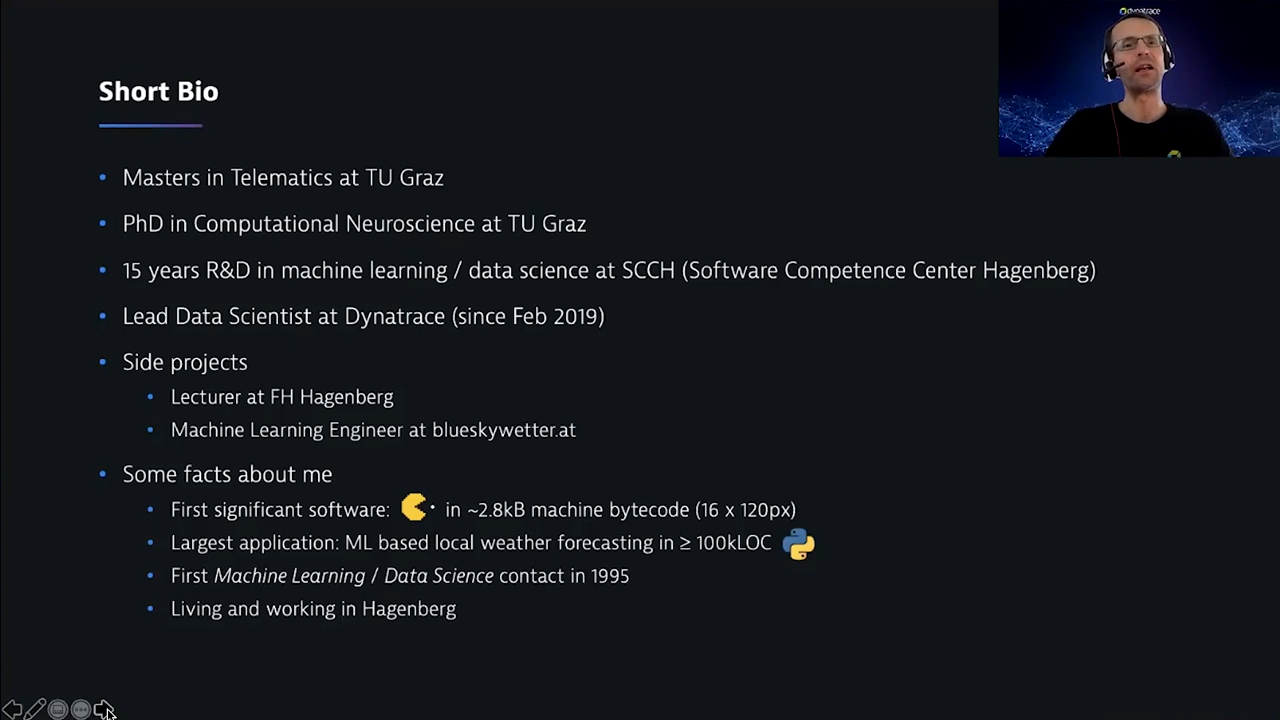 dynatrace
Short Bio
Masters in Telematics at TU Graz
PhD in Computational Neuroscience at TU Graz
15 years R&D in machine learning / data science at SCCH (Software Competence Center Hagenberg)
Lead Data Scientist at Dynatrace (since Feb 2019)
Side projects
Lecturer at FH Hagenberg
Machine Learning Engineer at blueskywetter.at
Some facts about me
First significant software: in ~2.8kB machine bytecode (16 x 120px)
Largest application: ML based local weather forecasting in ≥ 100kLOC
First Machine Learning / Data Science contact in 1995
Living and working in Hagenberg